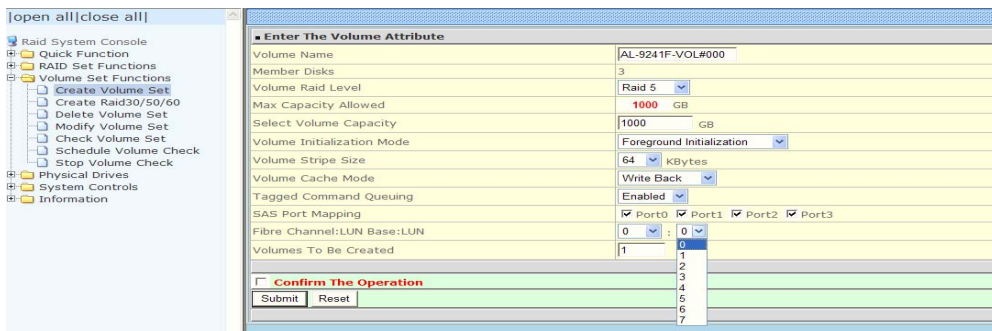 |open all|close all|
Raid System Console
Quick Function
RAID Set Functions
Volume Set Functions
Create Volume Set
Create Raid30/50/60
Delete Volume Set
Modify Volume Set
Check Volume Set
Schedule Volume Check
Stop Volume Check
Physical Drives
System Controls
Information
Enter The Volume Attribute
Volume Name AL-9241F-VOL#000
Member Disks 3
Volume Raid Level Raid 5
Max Capacity Allowed 1000 GB
Select Volume Capacity 1000 GB
Volume Initialization Mode Foreground Initialization
Volume Stripe Size 64 KBytes
Volume Cache Mode Write Back
Tagged Command Queuing Enabled
SAS Port Mapping Port0 Port1 Port2 Port3
Fibre Channel:LUN Base:LUN 0 : 0
Volumes To Be Created 1
0
1
2
3
4
5
6
7
Confirm The Operation
Submit Reset